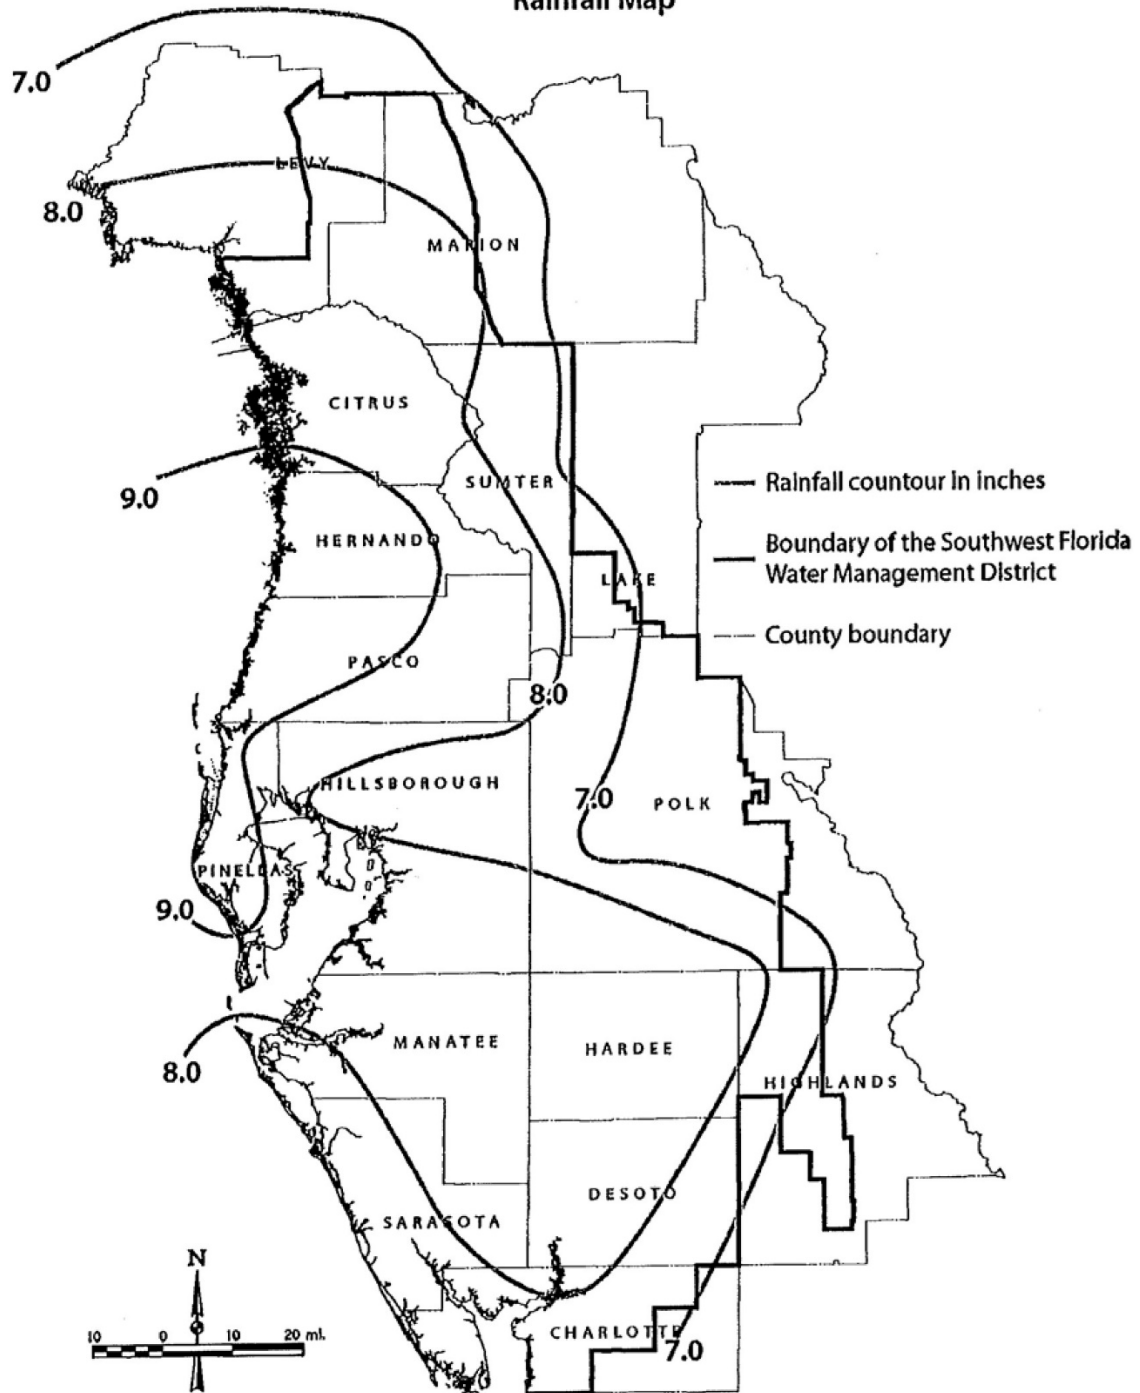 Rainfall Map
7.0
LEVY
8.0
MARION
CITRUS
9.0
SUMTER
Rainfall countour in inches
HERNANDO
Boundary of the Southwest Florida
Water Management District
LAKE
County boundary
PASCO
8.0
HILLSBOROUGH
7.0
POLK
PINELLAS
9.0
MANATEE
HARDEE
8.0
HIGHLANDS
DESOTO
SARASOTA
N
CHARLOTTE
10 0 10 20 mi.
7.0